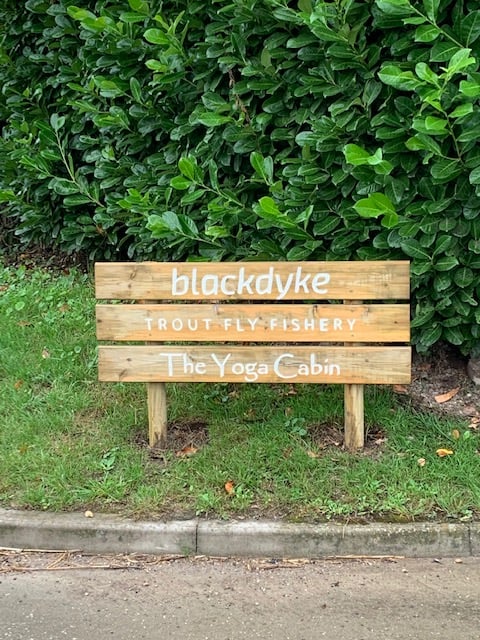 blackdyke
TROUT FLY FISHERY
The Yoga Cabin